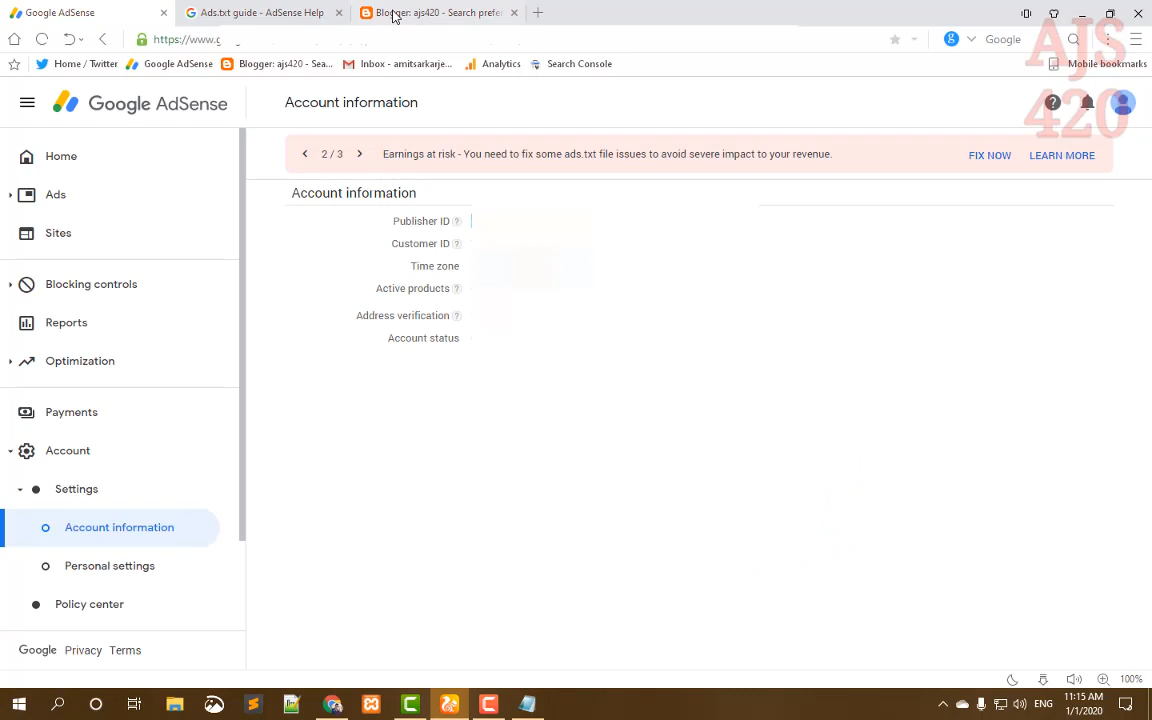 Google AdSense
Ads.txt guide - AdSense Help
Blogger: ajs420 - Search prefe
https://www.g
Google
Home / Twitter
Google AdSense
Blogger: ajs420 - Sea...
Inbox - amitsarkarje...
Analytics
Search Console
Mobile bookmarks
AJS
420
Google AdSense
Account information
Home
2 / 3
Earnings at risk - You need to fix some ads.txt file issues to avoid severe impact to your revenue.
FIX NOW
LEARN MORE
Ads
Account information
Publisher ID ?
Sites
Customer ID ?
Time zone
Blocking controls
Active products ?
Address verification ?
Reports
Account status
Optimization
Payments
Account
Settings
Account information
Personal settings
Policy center
Google Privacy Terms
100%
ENG
11:15 AM
1/1/2020